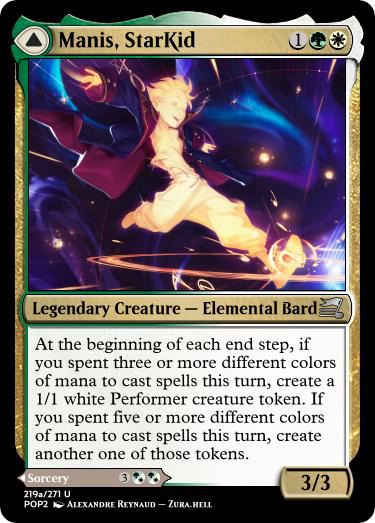 Manis, StarKid 1
Legendary Creature — Elemental Bard
At the beginning of each end step, if
you spent three or more different colors
of mana to cast spells this turn, create a
1/1 white Performer creature token. If
you spent five or more different colors
of mana to cast spells this turn, create
another one of those tokens.
Sorcery 3
3/3
219a/271 U
POP2 Alexandre Reynaud – Zura.hell